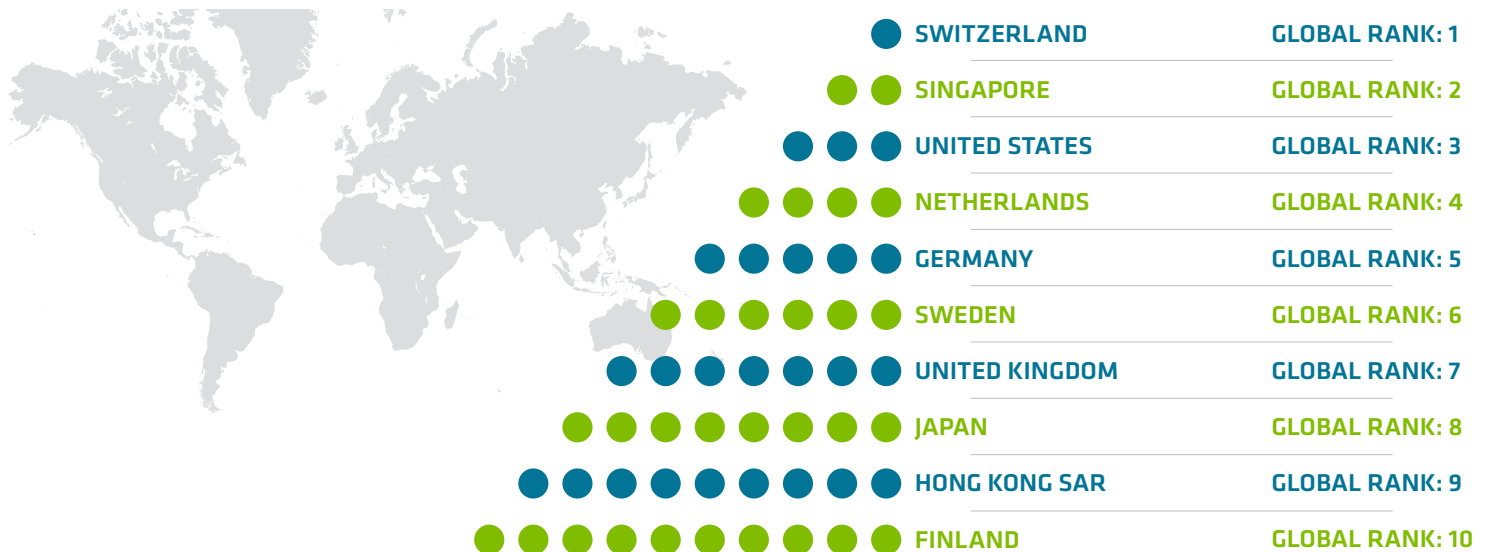 SWITZERLAND GLOBAL RANK: 1
SINGAPORE GLOBAL RANK: 2
UNITED STATES GLOBAL RANK: 3
NETHERLANDS GLOBAL RANK: 4
GERMANY GLOBAL RANK: 5
SWEDEN GLOBAL RANK: 6
UNITED KINGDOM GLOBAL RANK: 7
JAPAN GLOBAL RANK: 8
HONG KONG SAR GLOBAL RANK: 9
FINLAND GLOBAL RANK: 10